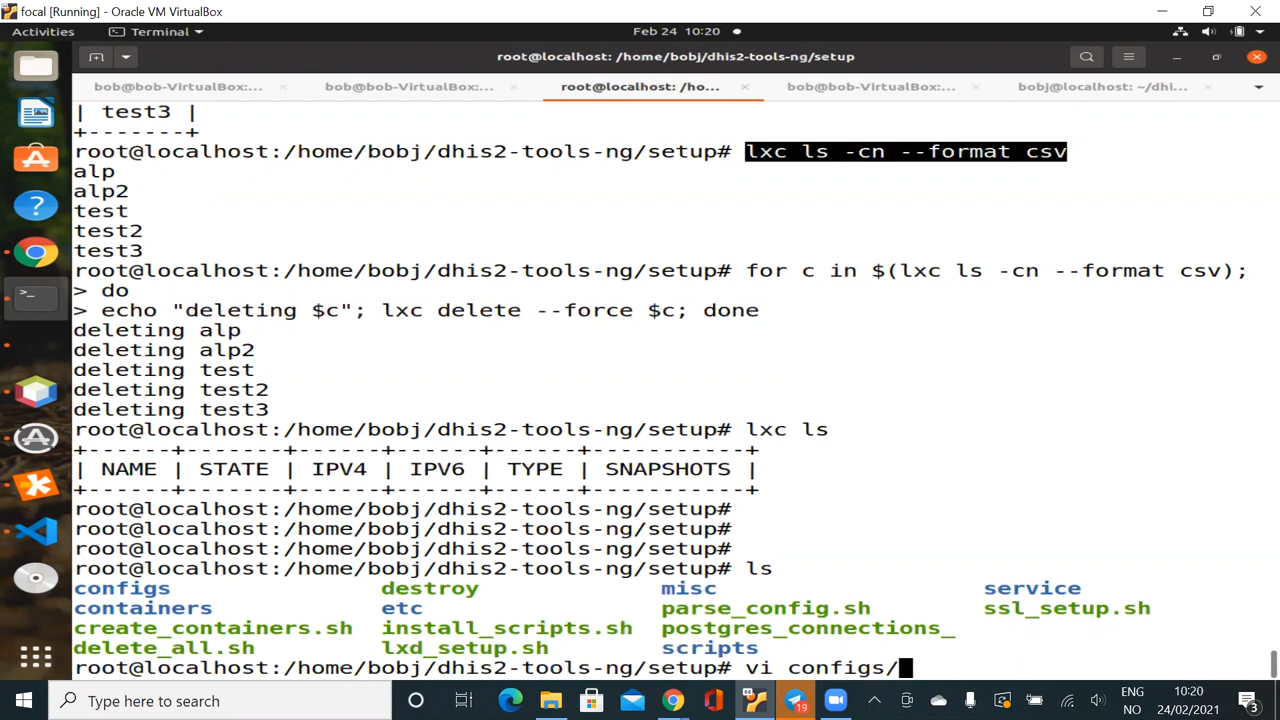 focal [Running] - Oracle VM VirtualBox
Activities Terminal Feb 24 10:20
root@localhost: /home/bobj/dhis2-tools-ng/setup
bob@bob-VirtualBox:... bob@bob-VirtualBox:... root@localhost: /ho... bob@bob-VirtualBox:... bobj@localhost: ~/dhi...
| test3 |
+-------+
root@localhost:/home/bobj/dhis2-tools-ng/setup# lxc ls -cn --format csv
alp
alp2
test
test2
test3
root@localhost:/home/bobj/dhis2-tools-ng/setup# for c in $(lxc ls -cn --format csv);
> do
> echo "deleting $c"; lxc delete --force $c; done
deleting alp
deleting alp2
deleting test
deleting test2
deleting test3
root@localhost:/home/bobj/dhis2-tools-ng/setup# lxc ls
+------+-------+------+------+------+-----------+
| NAME | STATE | IPV4 | IPV6 | TYPE | SNAPSHOTS |
+------+-------+------+------+------+-----------+
root@localhost:/home/bobj/dhis2-tools-ng/setup#
root@localhost:/home/bobj/dhis2-tools-ng/setup#
root@localhost:/home/bobj/dhis2-tools-ng/setup#
root@localhost:/home/bobj/dhis2-tools-ng/setup# ls
configs destroy misc service
containers etc parse_config.sh ssl_setup.sh
create_containers.sh install_scripts.sh postgres_connections_
delete_all.sh lxd_setup.sh scripts
root@localhost:/home/bobj/dhis2-tools-ng/setup# vi configs/
Type here to search 19 ENG 10:20
NO 24/02/2021 3